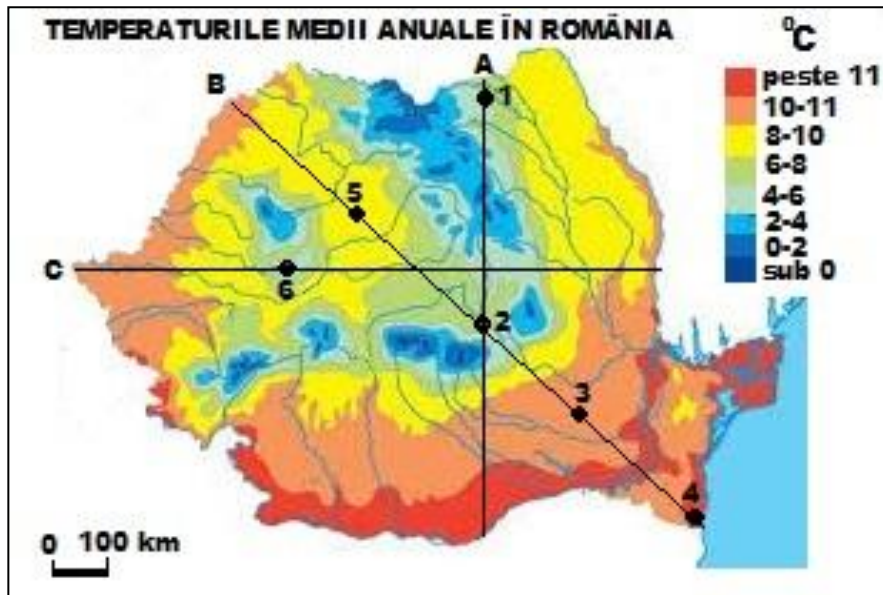 TEMPERATURILE MEDII ANUALE ÎN ROMÂNIA
⁰C
peste 11
10-11
8-10
6-8
4-6
2-4
0-2
sub 0
A
B
1
5
C
6
2
3
4
0 100 km